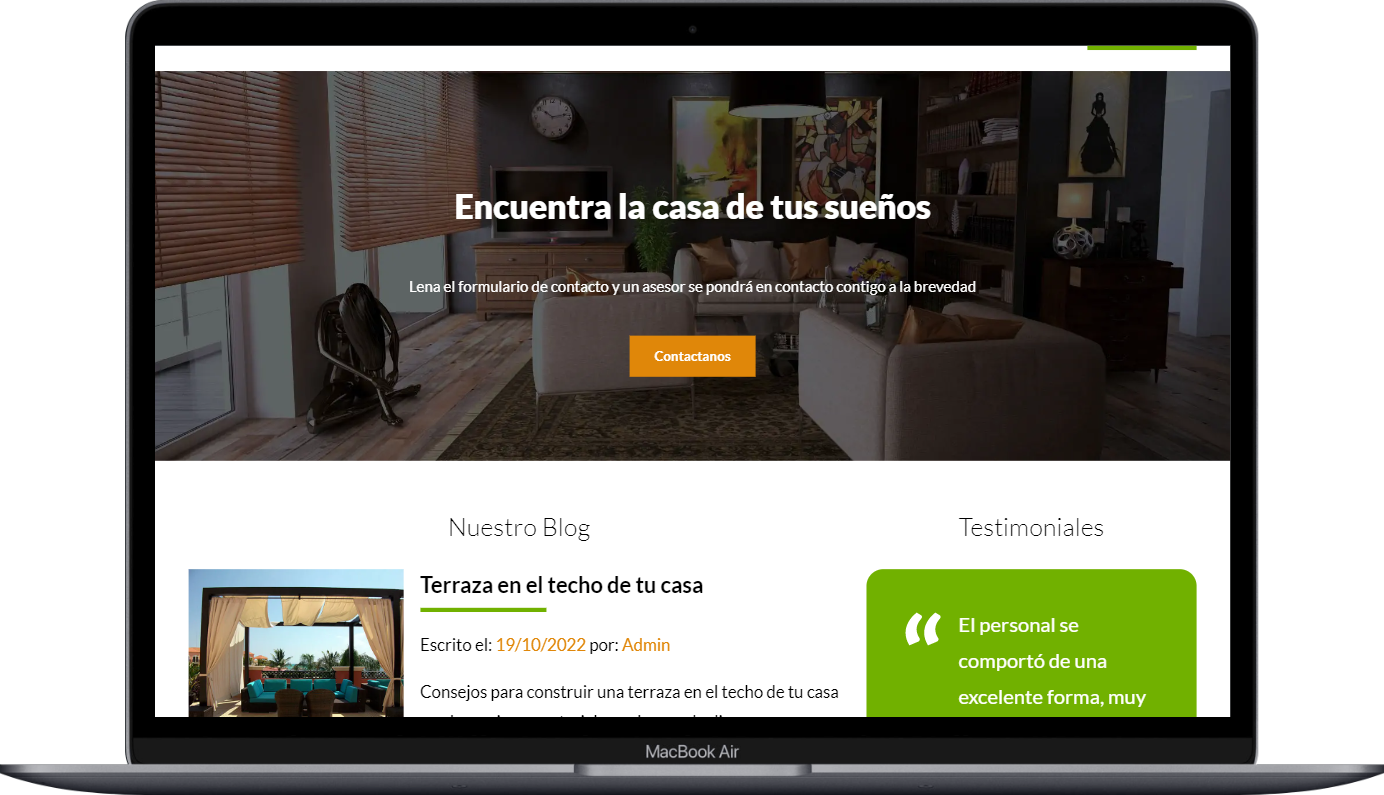 Encuentra la casa de tus sueños
Lena el formulario de contacto y un asesor se pondrá en contacto contigo a la brevedad
Contactanos
Nuestro Blog
Testimoniales
Terraza en el techo de tu casa
Escrito el: 19/10/2022 por: Admin
Consejos para construir una terraza en el techo de tu casa
“ El personal se
comportó de una
excelente forma, muy
MacBook Air